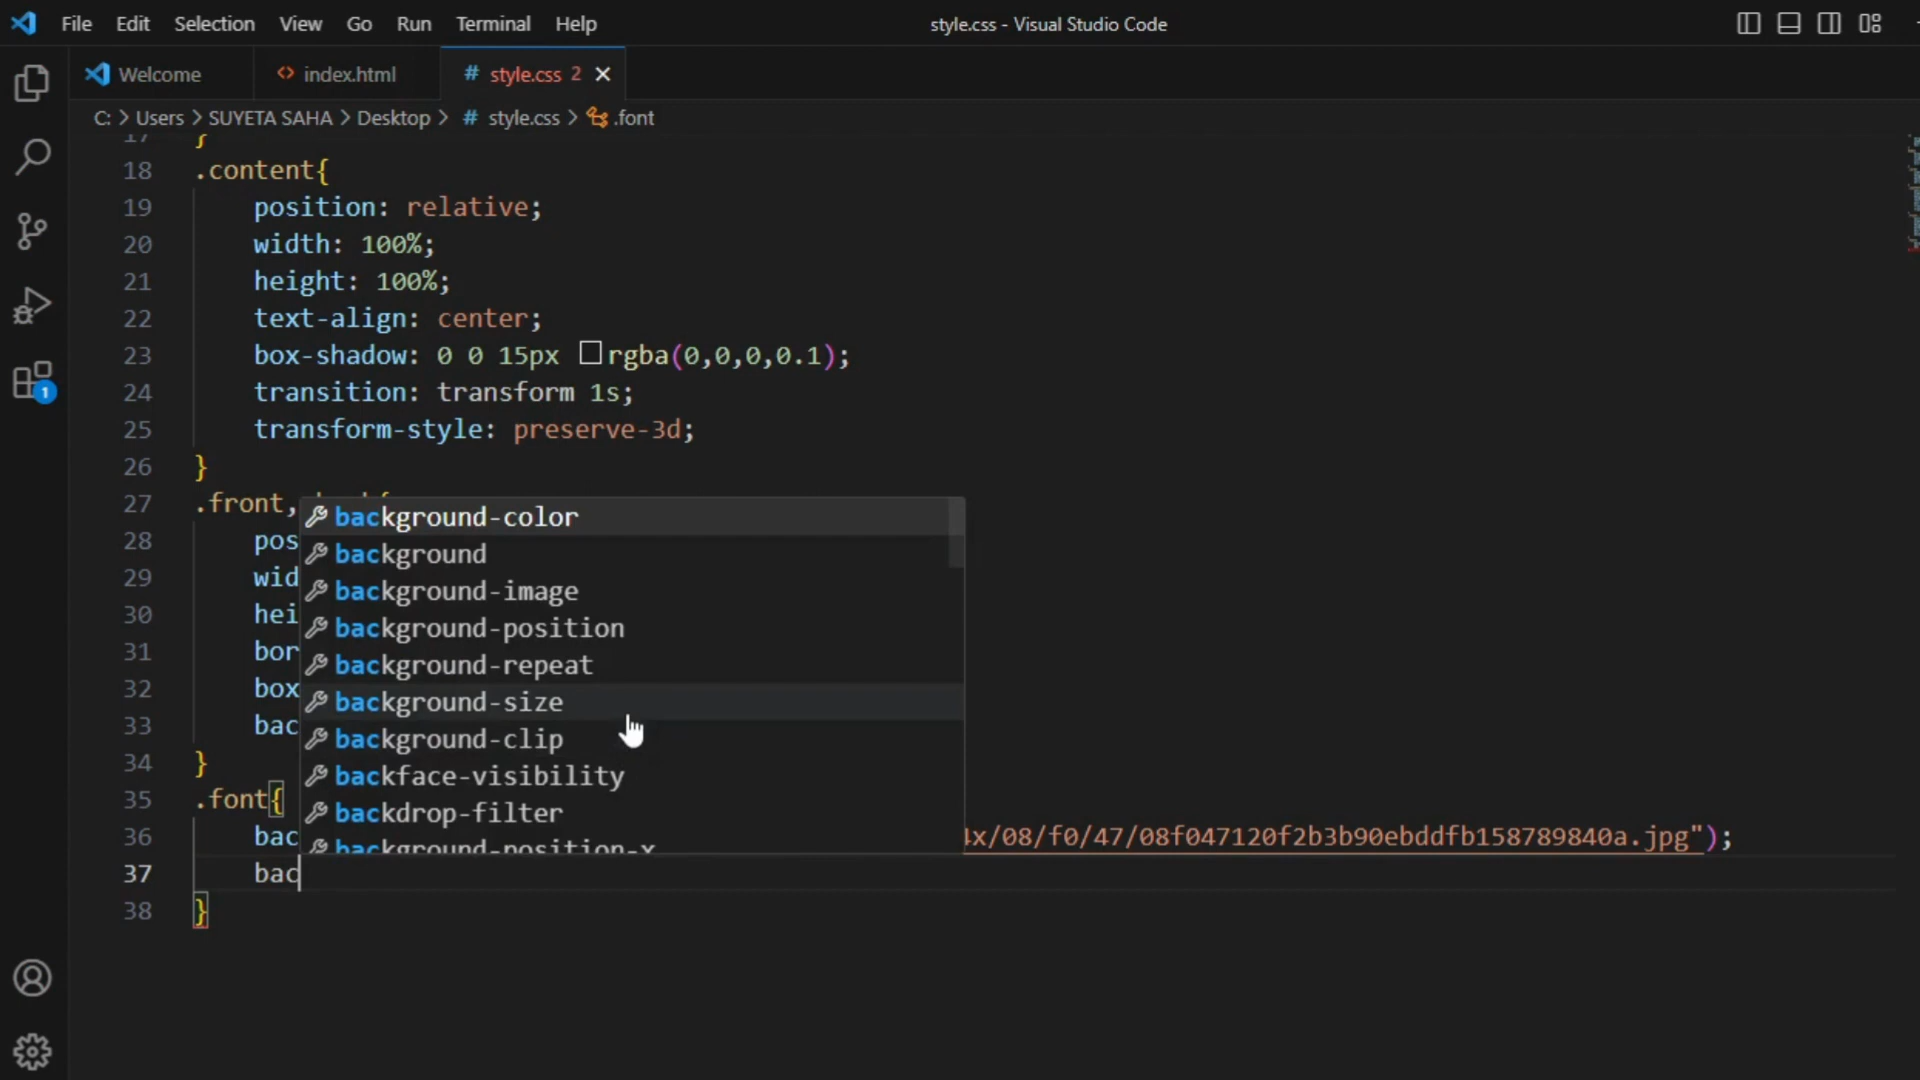 File Edit Selection View Go Run Terminal Help style.css - Visual Studio Code
Welcome index.html # style.css 2
C: > Users > SUYETA SAHA > Desktop > # style.css > .font
17 }
18 .content{
19 position: relative;
20 width: 100%;
21 height: 100%;
22 text-align: center;
23 box-shadow: 0 0 15px rgba(0,0,0,0.1);
24 transition: transform 1s;
25 transform-style: preserve-3d;
26 }
27 .front,
background-color
28 pos
background
29 wid
background-image
30 hei
background-position
31 bor
background-repeat
32 box
background-size
33 bac
background-clip
34 }
backface-visibility
35 .font{
backdrop-filter
36 bac
background-position-x
x/08/f0/47/08f047120f2b3b90ebddfb158789840a.jpg");
37 bac
38 }
1